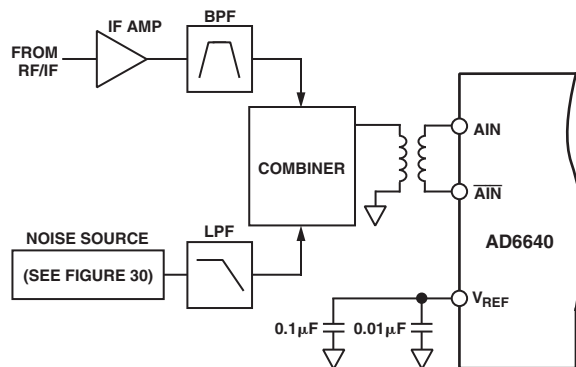 IF AMP
BPF
FROM
RF/IF
COMBINER
AIN
A̅I̅N̅
AD6640
NOISE SOURCE
(SEE FIGURE 30)
LPF
VREF
0.1μF
0.01μF